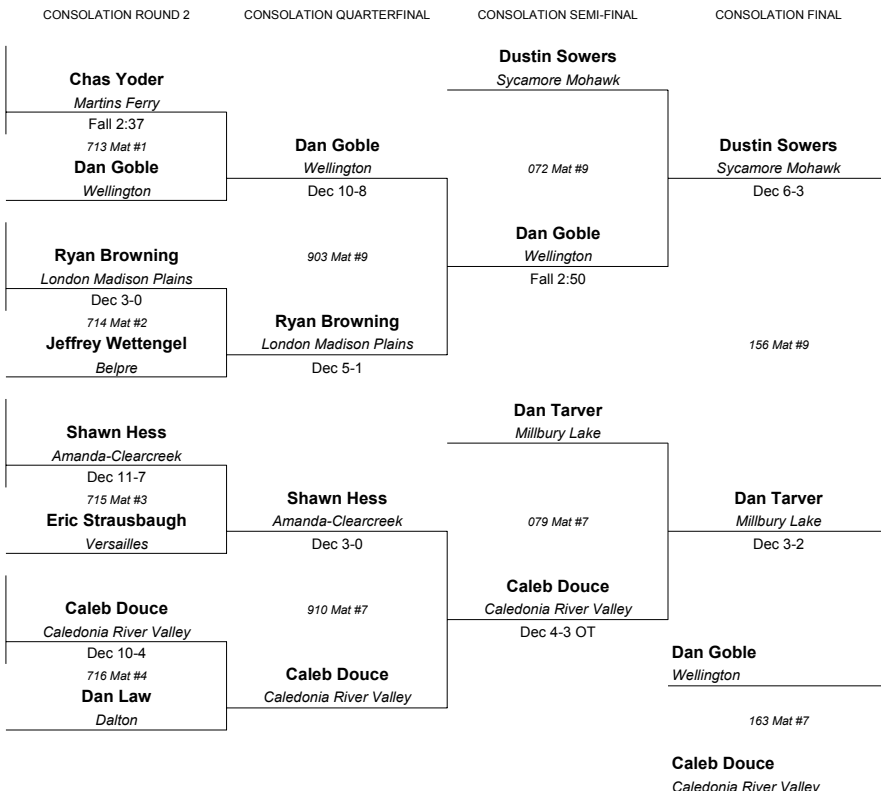 CONSOLATION ROUND 2
CONSOLATION QUARTERFINAL
CONSOLATION SEMI-FINAL
CONSOLATION FINAL
Chas Yoder
Martins Ferry
Fall 2:37
713 Mat #1
Dan Goble
Wellington
Ryan Browning
London Madison Plains
Dec 3-0
714 Mat #2
Jeffrey Wettengel
Belpre
Shawn Hess
Amanda-Clearcreek
Dec 11-7
715 Mat #3
Eric Strausbaugh
Versailles
Caleb Douce
Caledonia River Valley
Dec 10-4
716 Mat #4
Dan Law
Dalton
Dan Goble
Wellington
Dec 10-8
903 Mat #9
Ryan Browning
London Madison Plains
Dec 5-1
Shawn Hess
Amanda-Clearcreek
Dec 3-0
910 Mat #7
Caleb Douce
Caledonia River Valley
Dustin Sowers
Sycamore Mohawk
072 Mat #9
Dan Goble
Wellington
Fall 2:50
Dan Tarver
Millbury Lake
079 Mat #7
Caleb Douce
Caledonia River Valley
Dec 4-3 OT
Dustin Sowers
Sycamore Mohawk
Dec 6-3
156 Mat #9
Dan Tarver
Millbury Lake
Dec 3-2
Dan Goble
Wellington
163 Mat #7
Caleb Douce
Caledonia River Valley